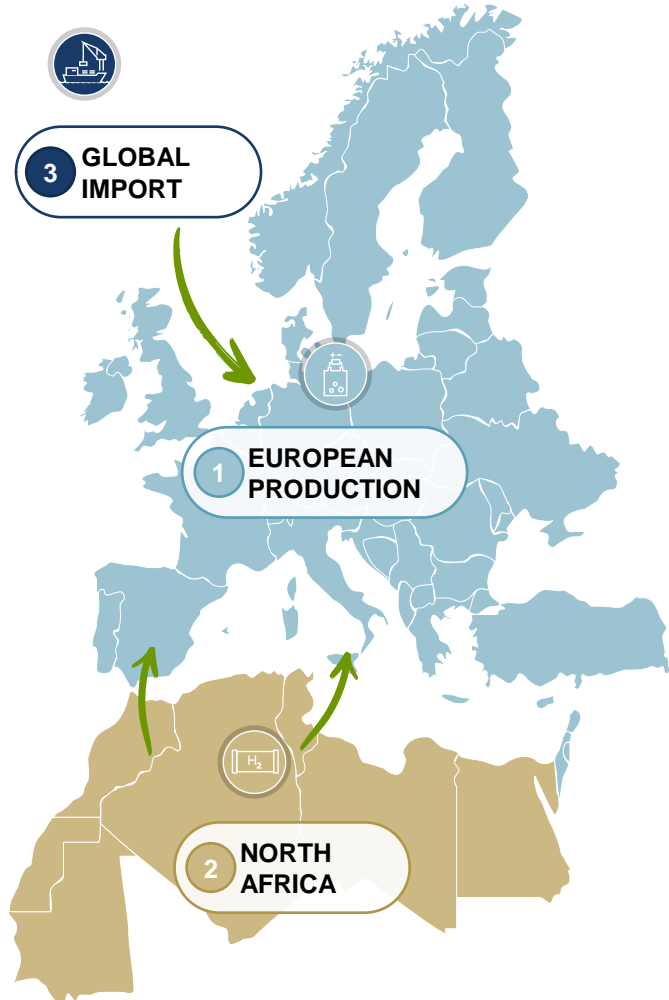 3
GLOBAL
IMPORT
+−
1
EUROPEAN
PRODUCTION
H₂
2
NORTH
AFRICA